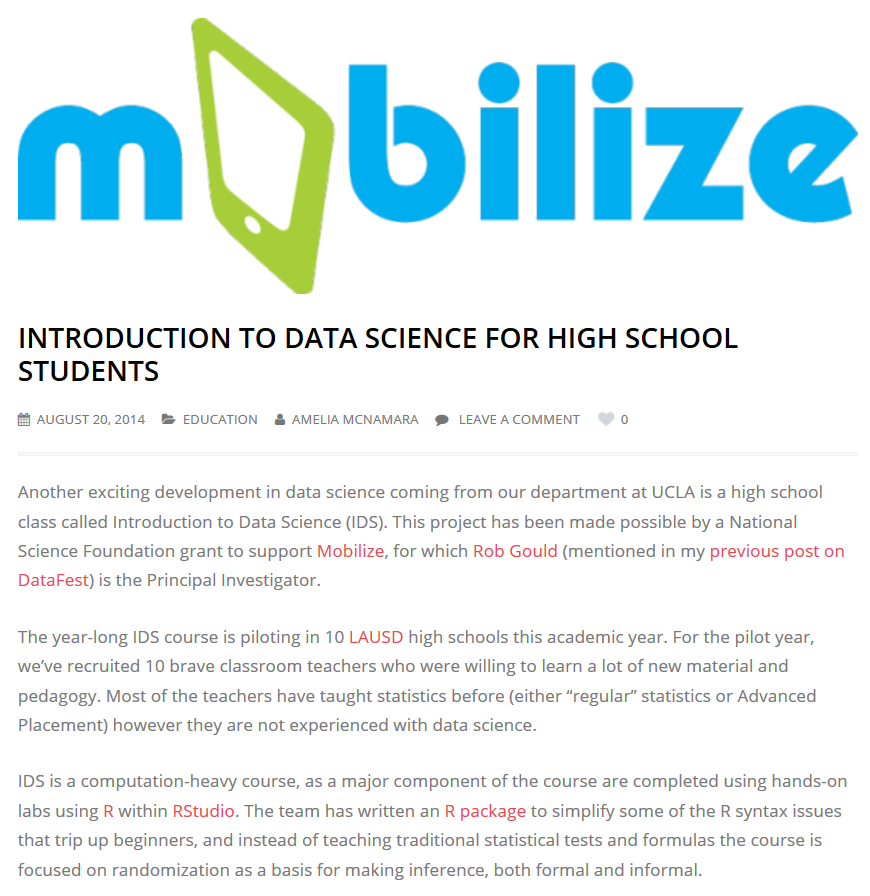 mobilize
INTRODUCTION TO DATA SCIENCE FOR HIGH SCHOOL
STUDENTS
AUGUST 20, 2014 EDUCATION AMELIA MCNAMARA LEAVE A COMMENT 0
Another exciting development in data science coming from our department at UCLA is a high school
class called Introduction to Data Science (IDS). This project has been made possible by a National
Science Foundation grant to support Mobilize, for which Rob Gould (mentioned in my previous post on
DataFest) is the Principal Investigator.
The year-long IDS course is piloting in 10 LAUSD high schools this academic year. For the pilot year,
we’ve recruited 10 brave classroom teachers who were willing to learn a lot of new material and
pedagogy. Most of the teachers have taught statistics before (either “regular” statistics or Advanced
Placement) however they are not experienced with data science.
IDS is a computation-heavy course, as a major component of the course are completed using hands-on
labs using R within RStudio. The team has written an R package to simplify some of the R syntax issues
that trip up beginners, and instead of teaching traditional statistical tests and formulas the course is
focused on randomization as a basis for making inference, both formal and informal.